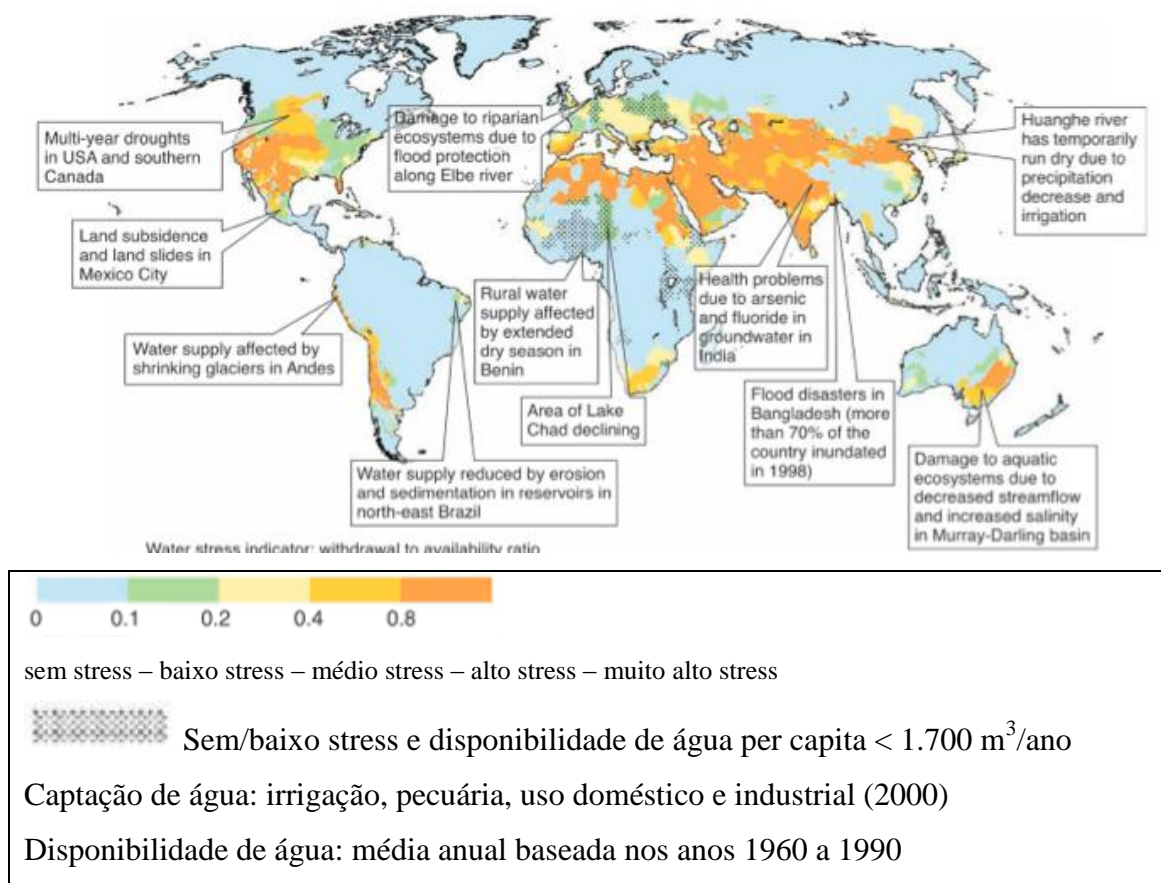 Multi-year droughts
in USA and southern
Canada
Damage to riparian
ecosystems due to
flood protection
along Elbe river
Huanghe river
has temporarily
run dry due to
precipitation
decrease and
irrigation
Land subsidence
and land slides in
Mexico City
Water supply affected by
shrinking glaciers in Andes
Rural water
supply affected
by extended
dry season in
Benin
Health problems
due to arsenic
and fluoride in
groundwater in
India
Area of Lake
Chad declining
Flood disasters in
Bangladesh (more
than 70% of the
country inundated
in 1998)
Water supply reduced by erosion
and sedimentation in reservoirs in
north-east Brazil
Damage to aquatic
ecosystems due to
decreased streamflow
and increased salinity
in Murray-Darling basin
Water stress indicator: withdrawal to availability ratio
0 0.1 0.2 0.4 0.8
sem stress – baixo stress – médio stress – alto stress – muito alto stress
Sem/baixo stress e disponibilidade de água per capita < 1.700 m³/ano
Captação de água: irrigação, pecuária, uso doméstico e industrial (2000)
Disponibilidade de água: média anual baseada nos anos 1960 a 1990